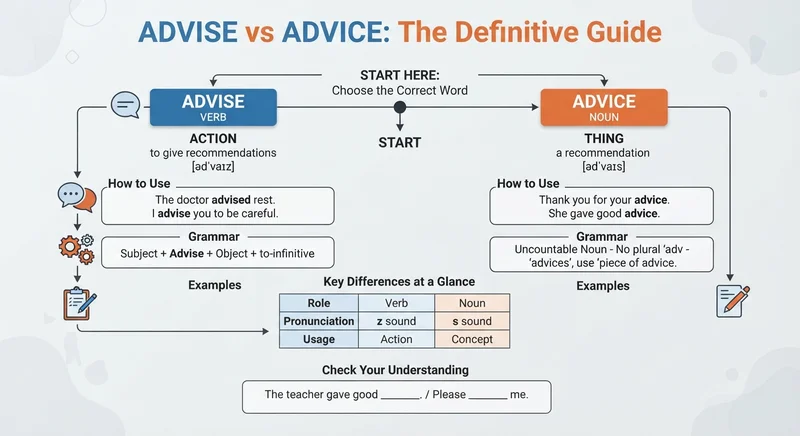 ADVISE vs ADVICE: The Definitive Guide
START HERE:
Choose the Correct Word
START
ADVISE
VERB
ACTION
to give recommendations
[ad'vaɪz]
How to Use
The doctor advised rest.
I advise you to be careful.
Grammar
Subject + Advise + Object + to-infinitive
Examples
ADVICE
NOUN
THING
a recommendation
[ad'vaɪs]
How to Use
Thank you for your advice.
She gave good advice.
Grammar
Uncountable Noun - No plural 'adv -
'advices', use 'piece of advice.
Examples
Key Differences at a Glance
Role Verb Noun
Pronunciation z sound s sound
Usage Action Concept
Check Your Understanding
The teacher gave good _______. / Please _______ me.